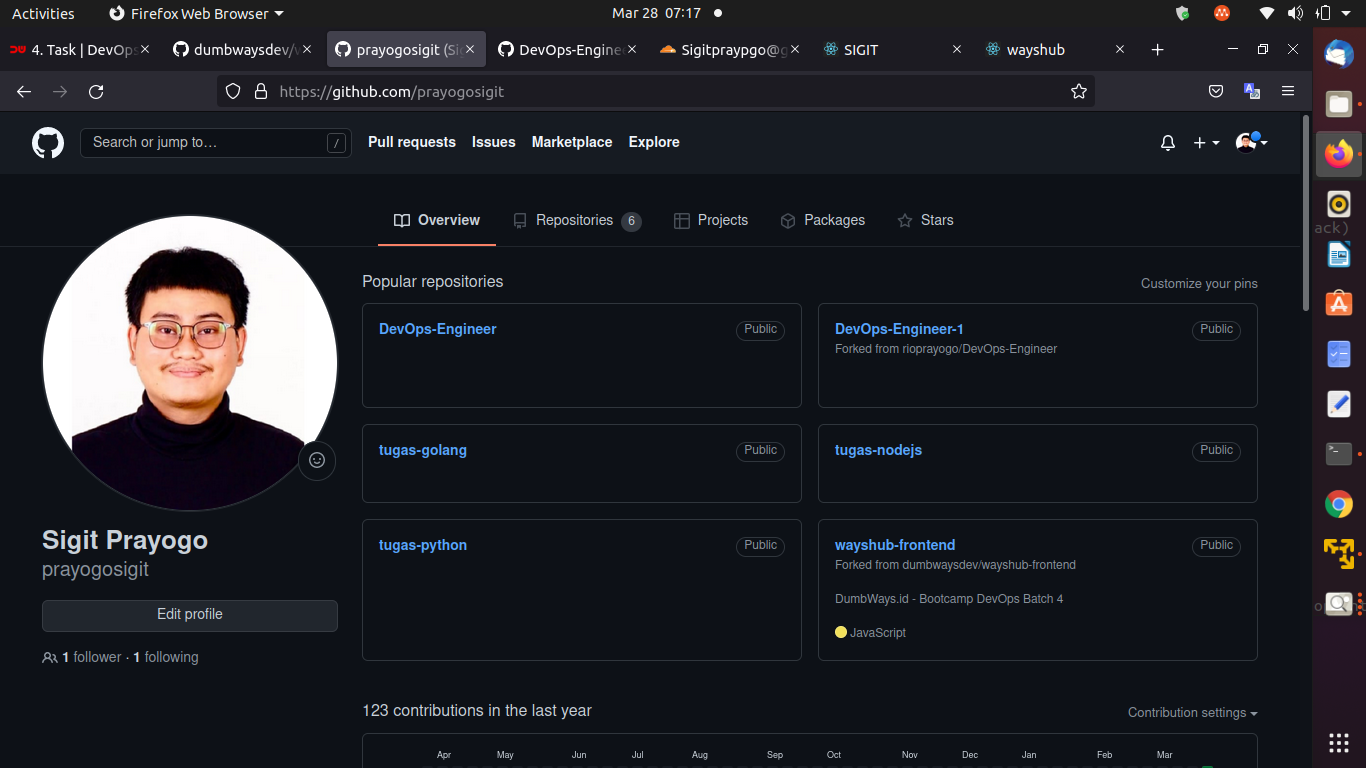 Activities Firefox Web Browser Mar 28 07:17
4. Task | DevOps dumbwaysdev/w prayogosigit (Si DevOps-Engine Sigitpraypgo@g SIGIT wayshub
https://github.com/prayogosigit
Search or jump to… / Pull requests Issues Marketplace Explore
Overview Repositories 6 Projects Packages Stars
Popular repositories Customize your pins
DevOps-Engineer Public
DevOps-Engineer-1 Public
Forked from rioprayogo/DevOps-Engineer
tugas-golang Public
tugas-nodejs Public
tugas-python Public
wayshub-frontend Public
Forked from dumbwaysdev/wayshub-frontend
DumbWays.id - Bootcamp DevOps Batch 4
JavaScript
Sigit Prayogo
prayogosigit
Edit profile
1 follower · 1 following
123 contributions in the last year Contribution settings
Apr May Jun Jul Aug Sep Oct Nov Dec Jan Feb Mar
ack)